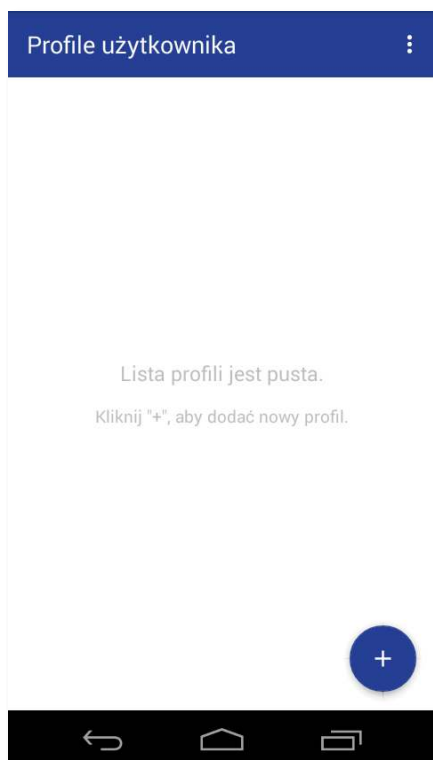 Profile użytkownika
Lista profili jest pusta.
Kliknij "+", aby dodać nowy profil.
+